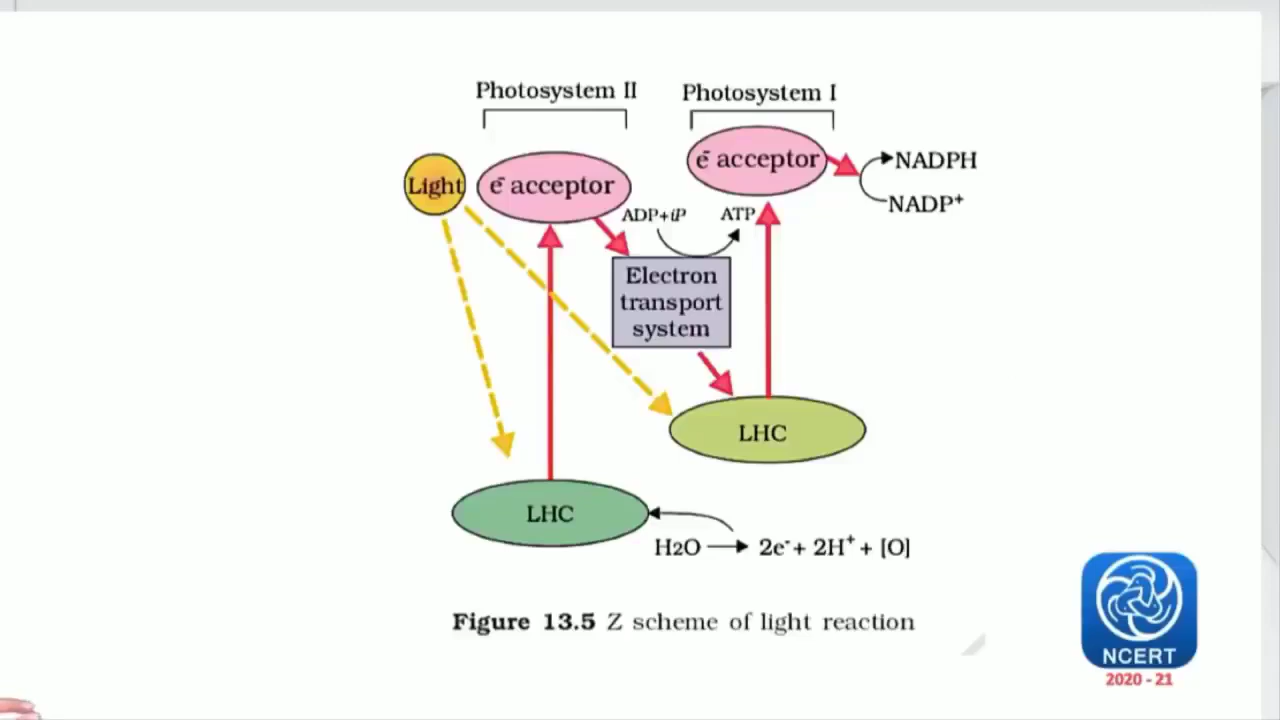 Photosystem II
Photosystem I
Light
e⁻ acceptor
e⁻ acceptor
NADPH
NADP⁺
ADP+iP
ATP
Electron
transport
system
LHC
LHC
H2O → 2e⁻+ 2H⁺ + [O]
Figure 13.5 Z scheme of light reaction
NCERT
2020 - 21